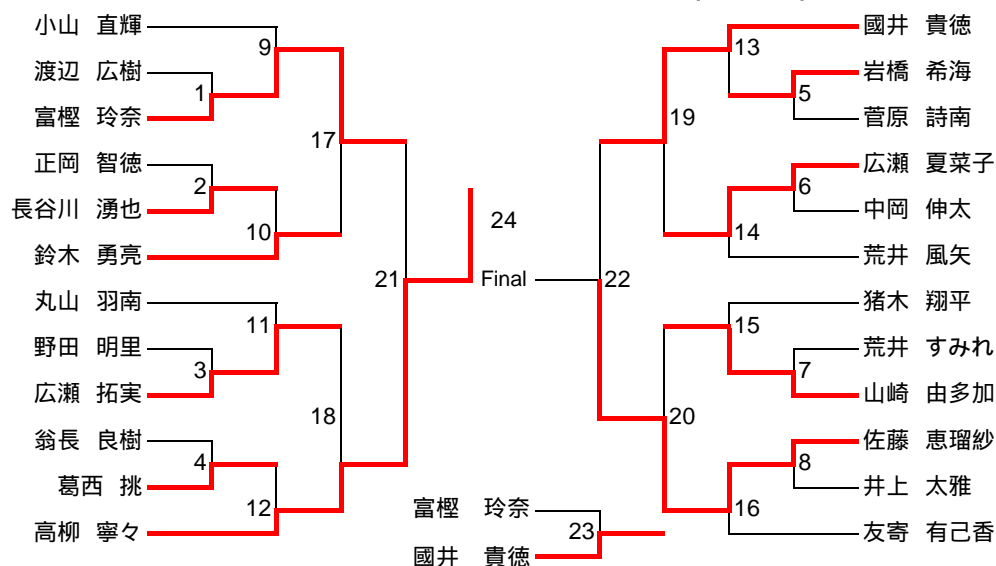 小山 直輝
渡辺 広樹
富樫 玲奈
正岡 智徳
長谷川 湧也
鈴木 勇亮
丸山 羽南
野田 明里
広瀬 拓実
翁長 良樹
葛西 挑
高柳 寧々
1
2
3
4
9
10
11
12
17
18
21
24
Final
22
19
20
13
14
15
16
5
6
7
8
國井 貴徳
岩橋 希海
菅原 詩南
広瀬 夏菜子
中岡 伸太
荒井 風矢
猪木 翔平
荒井 すみれ
山崎 由多加
佐藤 恵瑠紗
井上 太雅
友寄 有己香
富樫 玲奈
23
國井 貴徳